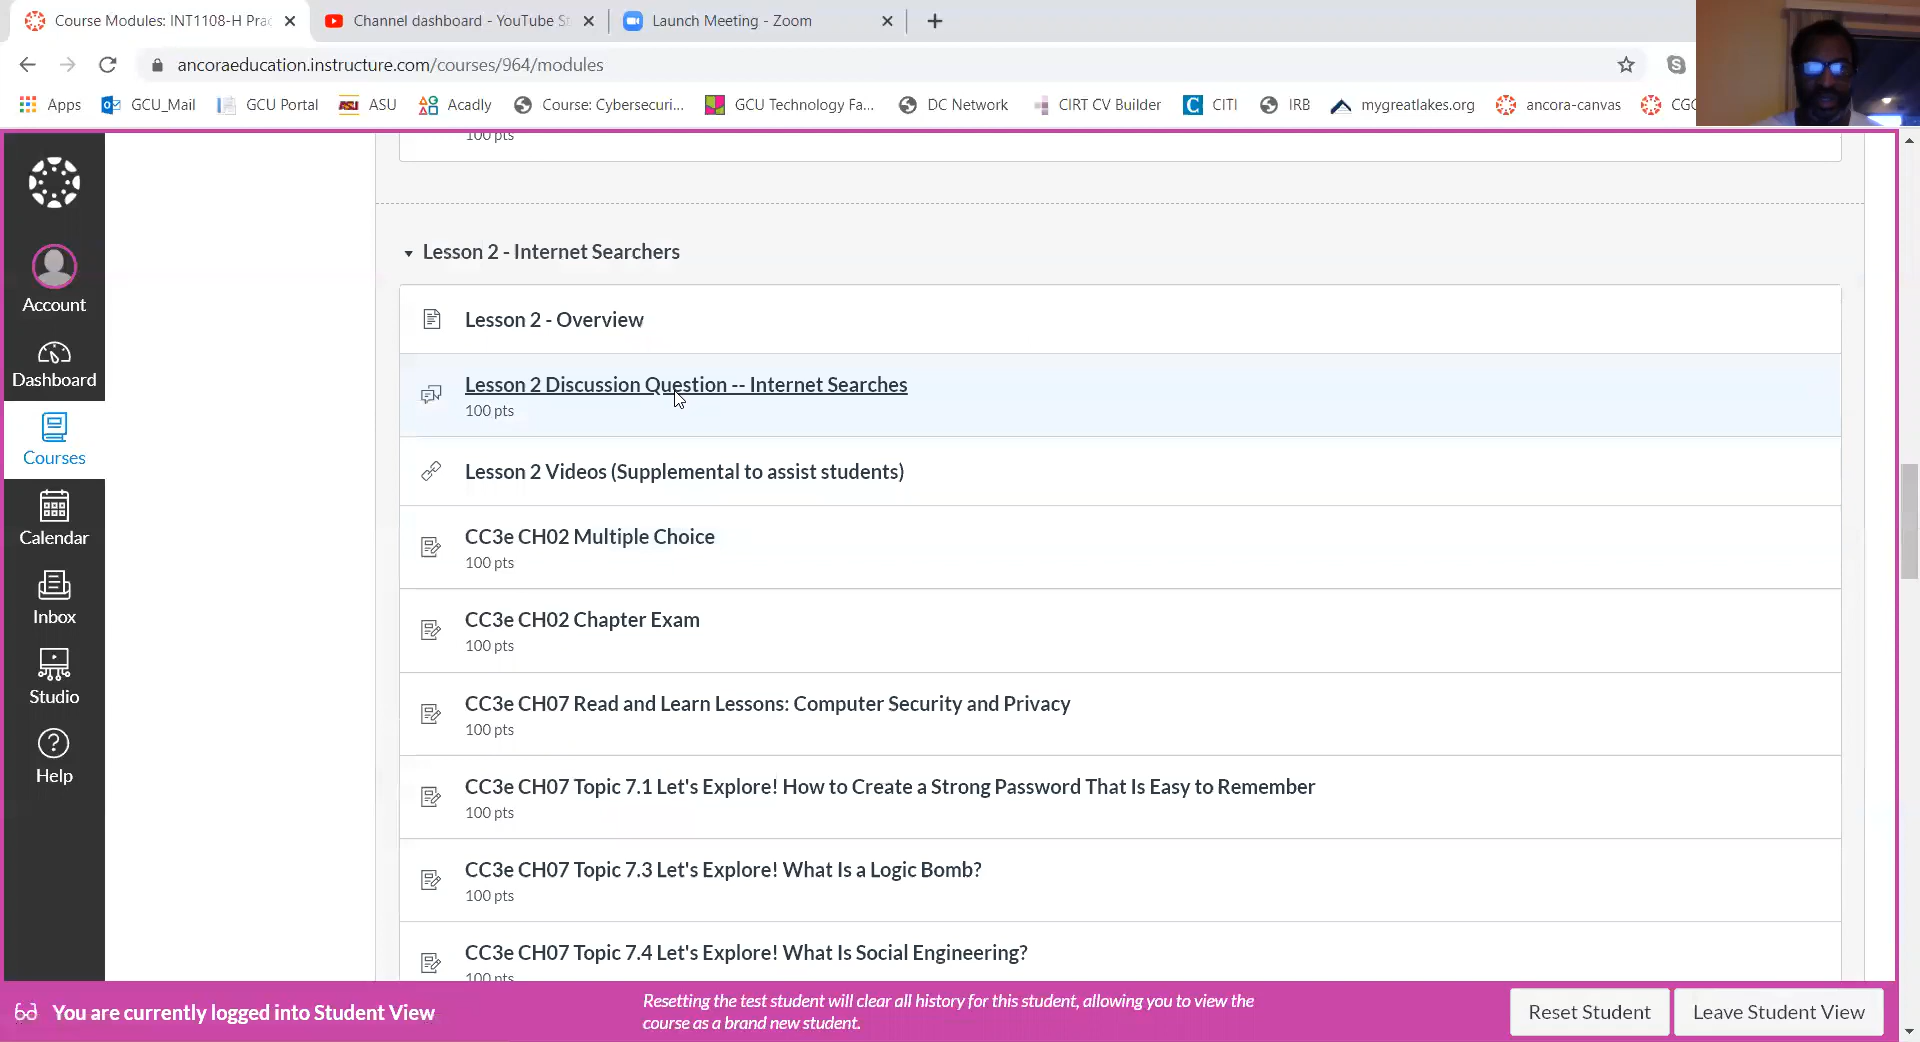 Course Modules: INT1108-H Prac
Channel dashboard - YouTube St
Launch Meeting - Zoom
ancoraeducation.instructure.com/courses/964/modules
Apps
GCU_Mail
GCU Portal
ASU
Acadly
Course: Cybersecuri...
GCU Technology Fa...
DC Network
CIRT CV Builder
CITI
IRB
mygreatlakes.org
ancora-canvas
CGC
100 pts
Account
Dashboard
Courses
Calendar
Inbox
Studio
Help
Lesson 2 - Internet Searchers
Lesson 2 - Overview
Lesson 2 Discussion Question -- Internet Searches
100 pts
Lesson 2 Videos (Supplemental to assist students)
CC3e CH02 Multiple Choice
100 pts
CC3e CH02 Chapter Exam
100 pts
CC3e CH07 Read and Learn Lessons: Computer Security and Privacy
100 pts
CC3e CH07 Topic 7.1 Let's Explore! How to Create a Strong Password That Is Easy to Remember
100 pts
CC3e CH07 Topic 7.3 Let's Explore! What Is a Logic Bomb?
100 pts
CC3e CH07 Topic 7.4 Let's Explore! What Is Social Engineering?
100 pts
You are currently logged into Student View
Resetting the test student will clear all history for this student, allowing you to view the
course as a brand new student.
Reset Student
Leave Student View